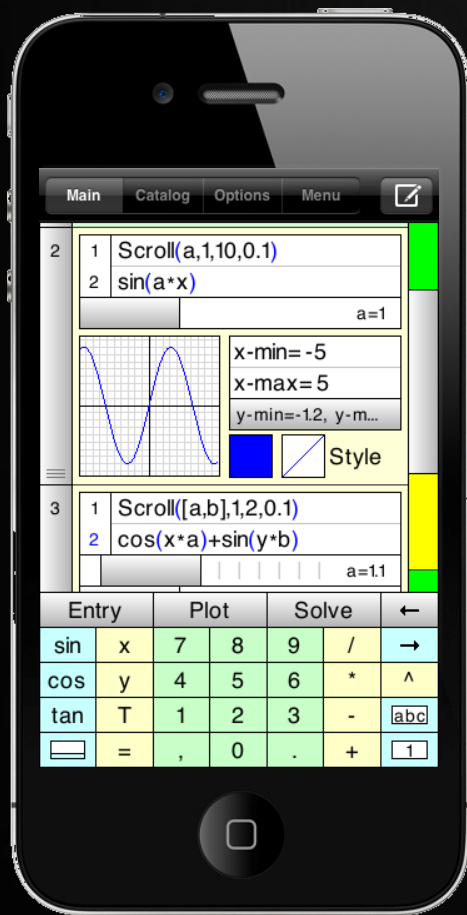 Main Catalog Options Menu
2
1 Scroll(a,1,10,0.1)
2 sin(a*x)
a=1
x-min= -5
x-max= 5
y-min=-1.2, y-m...
Style
3
1 Scroll([a,b],1,2,0.1)
2 cos(x*a)+sin(y*b)
a=1.1
Entry Plot Solve ←
sin x 7 8 9 / →
cos y 4 5 6 * ^
tan T 1 2 3 - abc
= , 0 . + 1